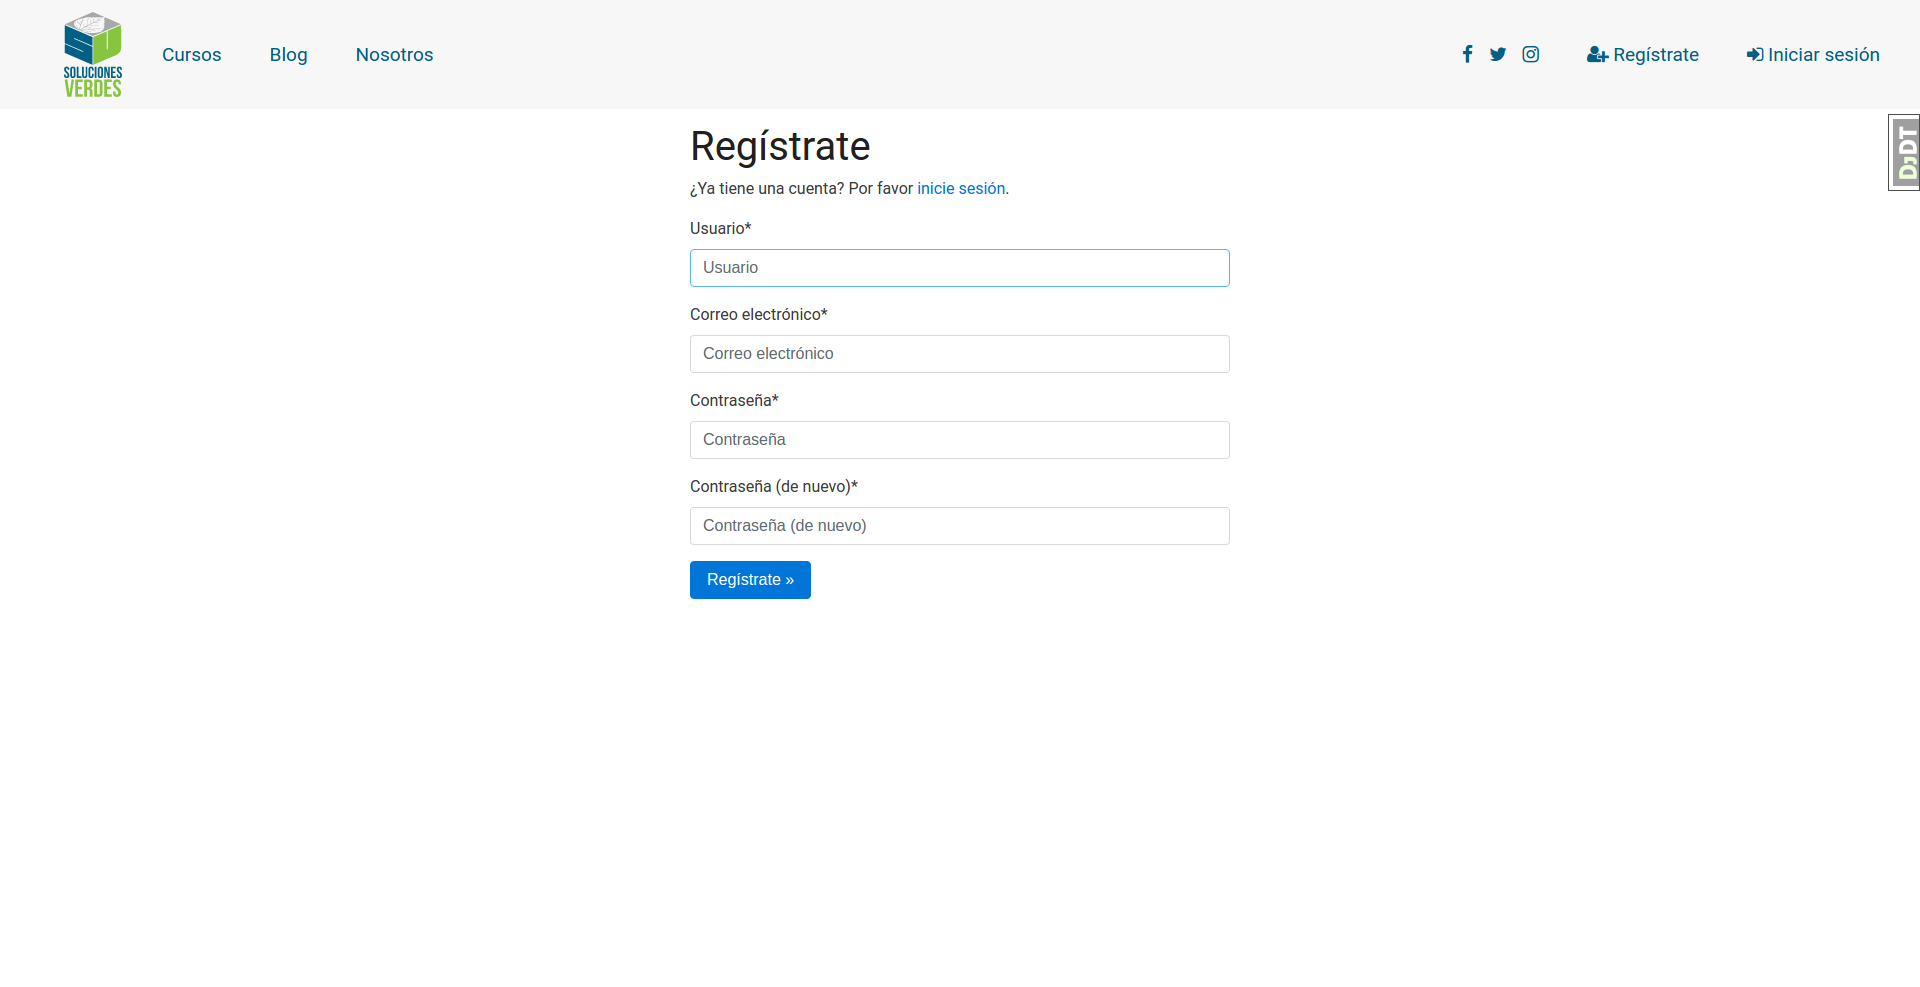 SOLUCIONES
VERDES
Cursos
Blog
Nosotros
Regístrate
Iniciar sesión
DJDT
Regístrate
¿Ya tiene una cuenta? Por favor inicie sesión.
Usuario*
Usuario
Correo electrónico*
Correo electrónico
Contraseña*
Contraseña
Contraseña (de nuevo)*
Contraseña (de nuevo)
Regístrate »